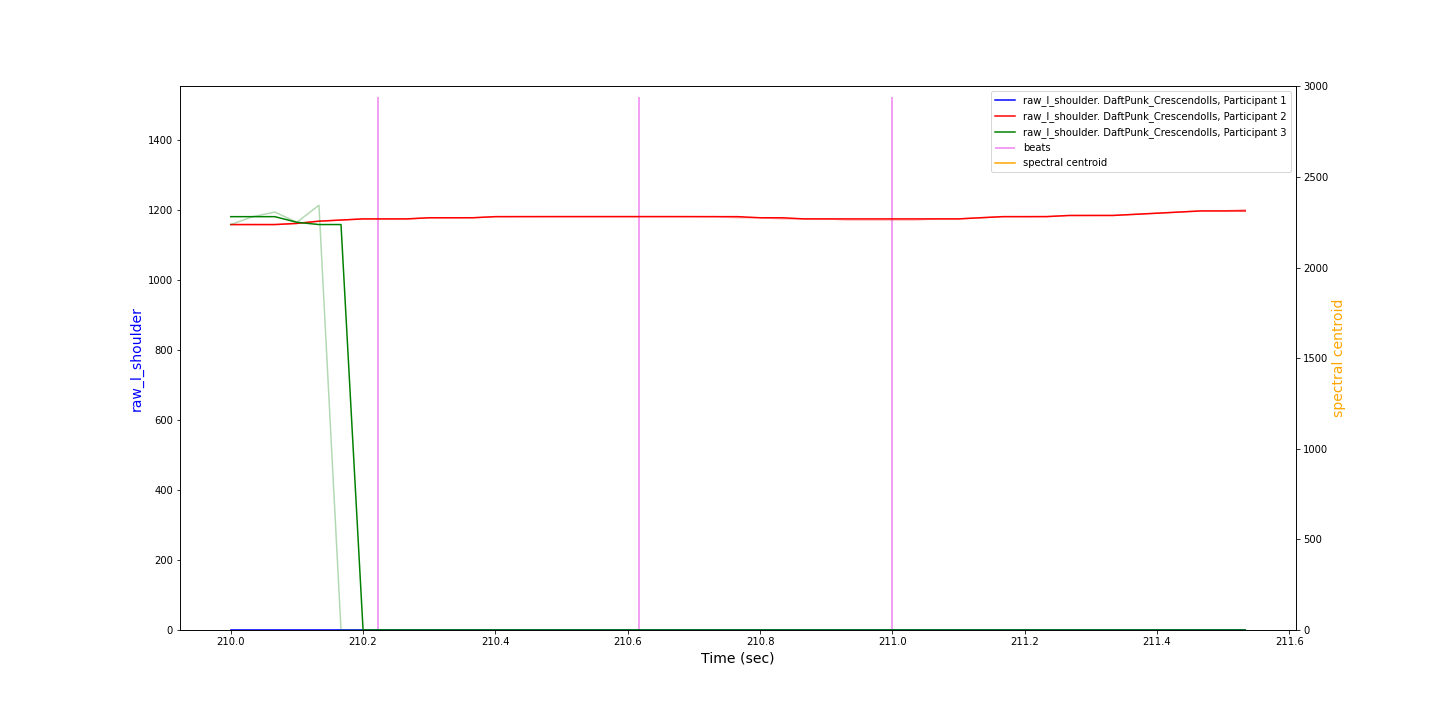 raw_l_shoulder. DaftPunk_Crescendolls, Participant 1
raw_l_shoulder. DaftPunk_Crescendolls, Participant 2
raw_l_shoulder. DaftPunk_Crescendolls, Participant 3
beats
spectral centroid
1400
1200
1000
800
600
400
200
0
raw_l_shoulder
3000
2500
2000
1500
1000
500
0
spectral centroid
210.0 210.2 210.4 210.6 210.8 211.0 211.2 211.4 211.6
Time (sec)